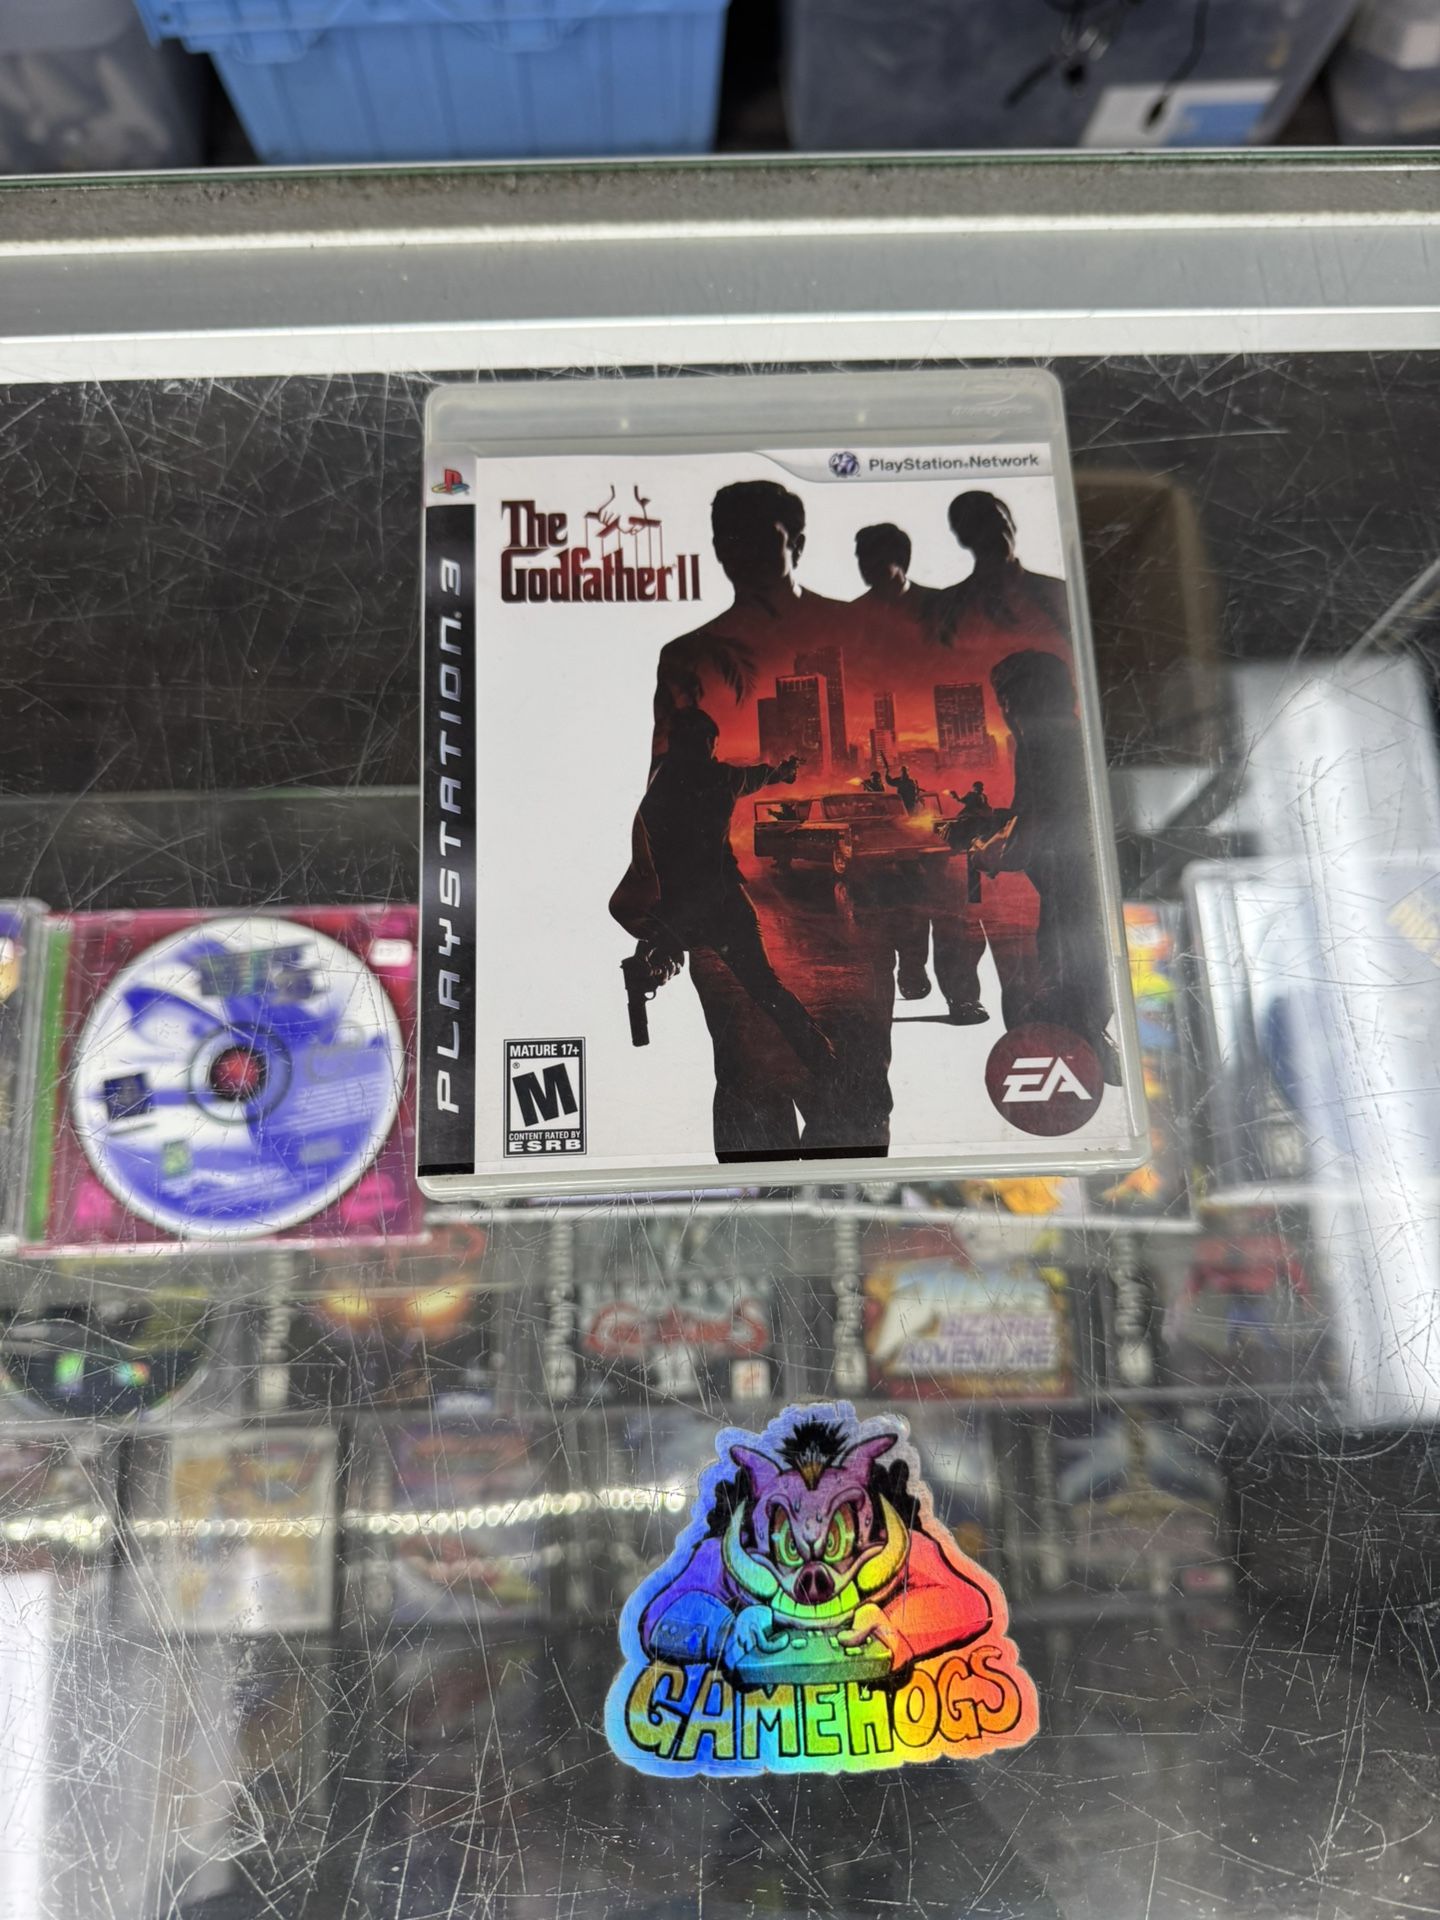 PlayStation®Network
The
Godfather II
PLAYSTATION®3
MATURE 17+
M
CONTENT RATED BY
ESRB
EA
BIZARRE
ADVENTURE
GAMEHOGS